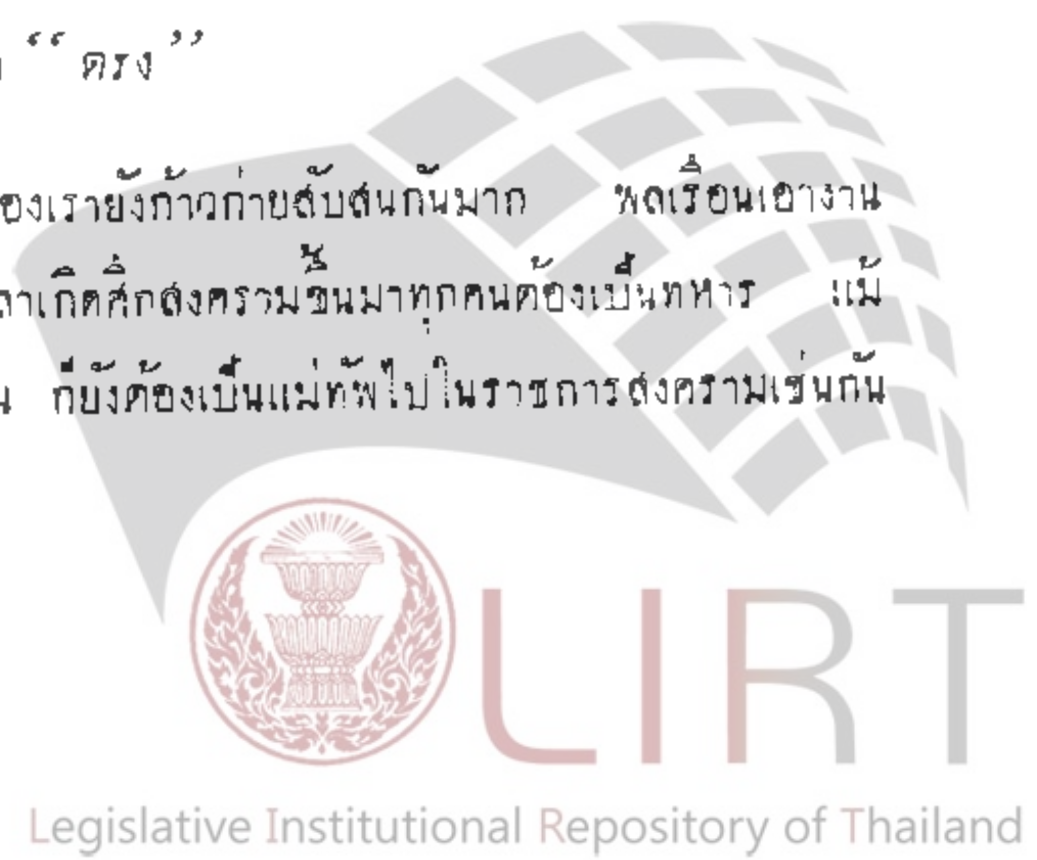 “ ตรง ”
ของเรายังก้าวก่ายสับสนกันมาก พลเรือนเอางาน
ลาเกิดศึกสงครามขึ้นมาทุกคนต้องเป็นทหาร แม้
น ก็ยังต้องเป็นแม่ทัพไปในราชการสงครามเช่นกัน
LIRT
Legislative Institutional Repository of Thailand